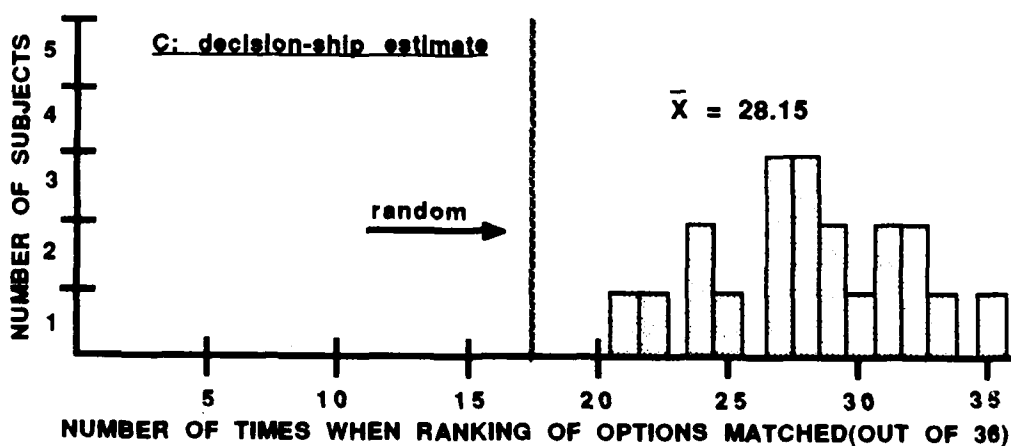 C: decision-ship estimate
X̄ = 28.15
random
NUMBER OF SUBJECTS
5
4
3
2
1
5 10 15 20 25 30 35
NUMBER OF TIMES WHEN RANKING OF OPTIONS MATCHED(OUT OF 36)